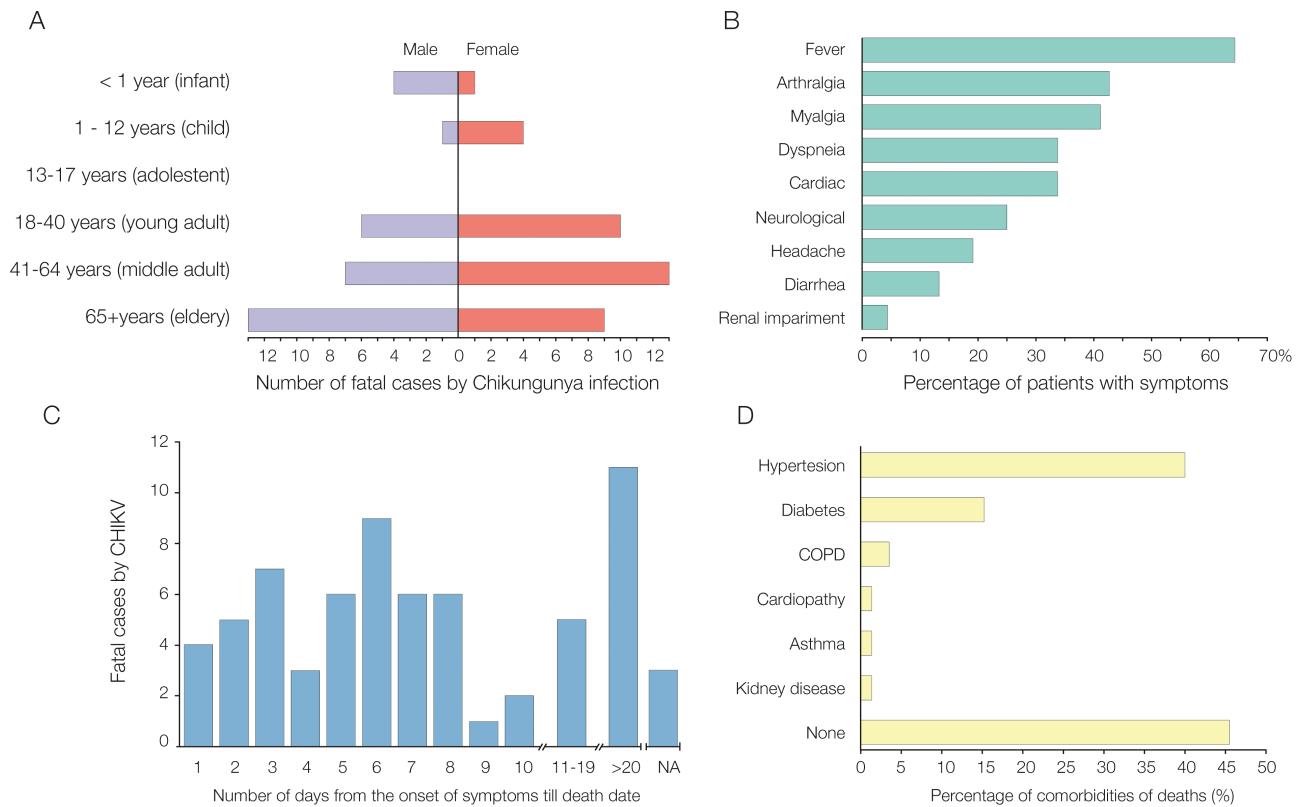 A
Male Female
< 1 year (infant)
1 - 12 years (child)
13-17 years (adolestent)
18-40 years (young adult)
41-64 years (middle adult)
65+years (eldery)
12 10 8 6 4 2 0 2 4 6 8 10 12
Number of fatal cases by Chikungunya infection
B
Fever
Arthralgia
Myalgia
Dyspneia
Cardiac
Neurological
Headache
Diarrhea
Renal impariment
0 10 20 30 40 50 60 70%
Percentage of patients with symptoms
C
Fatal cases by CHIKV
12
10
8
6
4
2
0
1 2 3 4 5 6 7 8 9 10 11-19 >20 NA
Number of days from the onset of symptoms till death date
D
Hypertesion
Diabetes
COPD
Cardiopathy
Asthma
Kidney disease
None
0 5 10 15 20 25 30 35 40 45 50
Percentage of comorbidities of deaths (%)